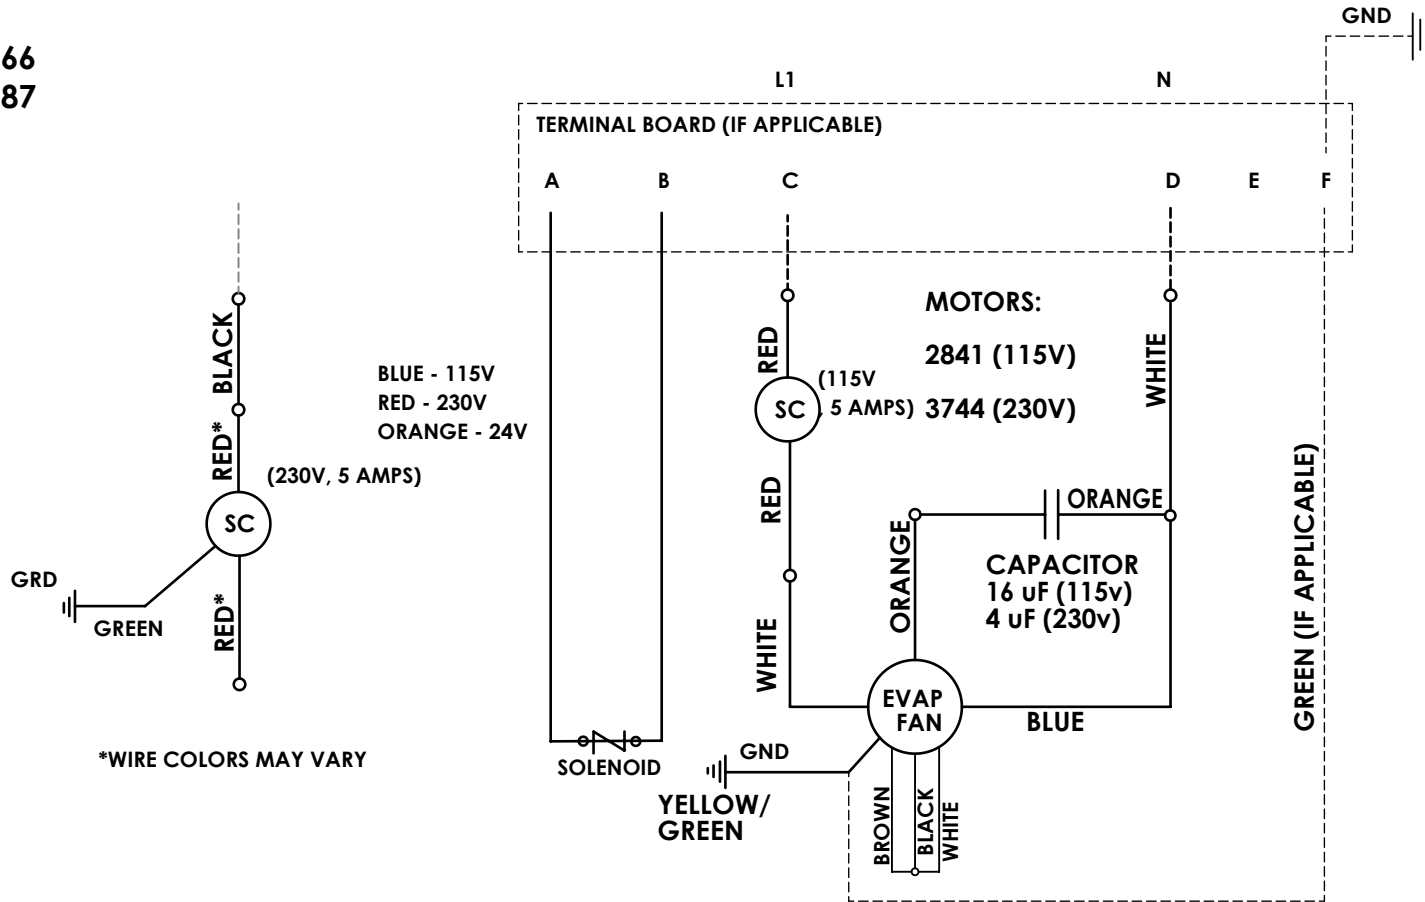 GND
66
87
L1
N
TERMINAL BOARD (IF APPLICABLE)
A
B
C
D
E
F
BLACK
RED*
(230V, 5 AMPS)
SC
GRD
GREEN
RED*
*WIRE COLORS MAY VARY
BLUE - 115V
RED - 230V
ORANGE - 24V
SOLENOID
RED
SC
(115V
, 5 AMPS)
RED
WHITE
MOTORS:
2841 (115V)
3744 (230V)
WHITE
ORANGE
ORANGE
CAPACITOR
16 uF (115v)
4 uF (230v)
EVAP
FAN
BLUE
GND
YELLOW/
GREEN
BROWN
BLACK
WHITE
GREEN (IF APPLICABLE)